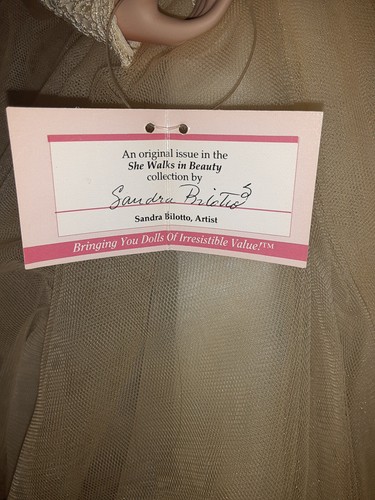 An original issue in the
She Walks in Beauty
collection by
Sandra Bilotto
Sandra Bilotto, Artist
Bringing You Dolls Of Irresistible Value!™